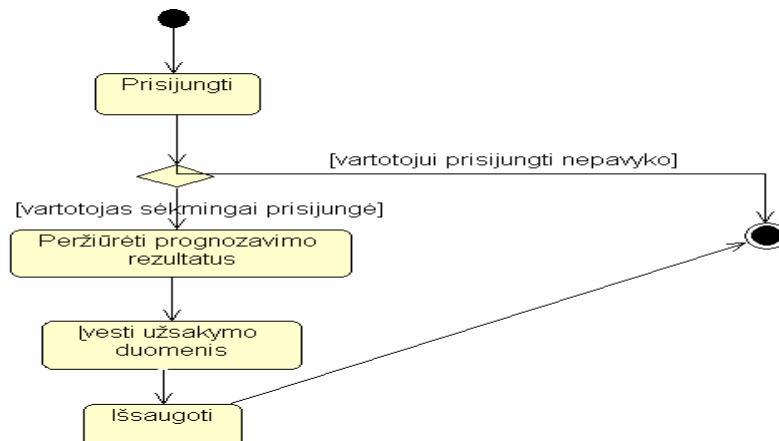 Prisijungti
[vartotojui prisijungti nepavyko]
[vartotojas sėkmingai prisijungė]
Peržiūrėti prognozavimo
rezultatus
Įvesti užsakymo
duomenis
Išsaugoti